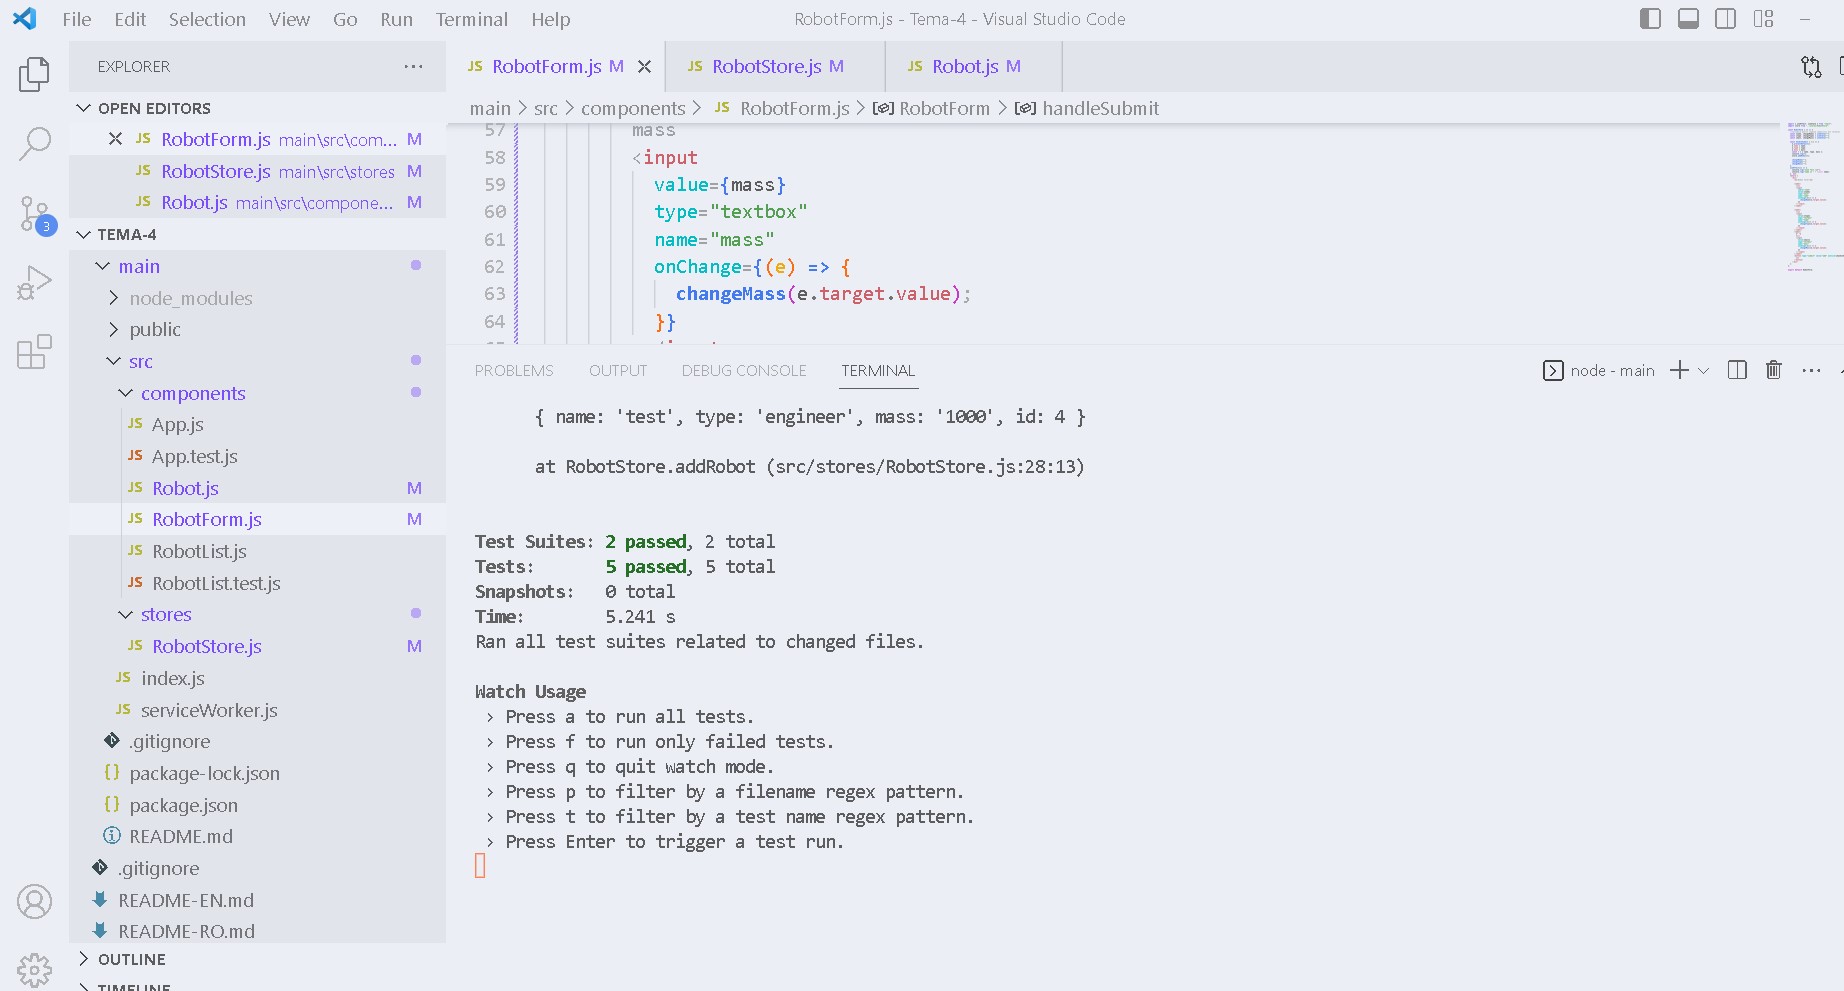 File Edit Selection View Go Run Terminal Help
RobotForm.js - Tema-4 - Visual Studio Code
EXPLORER
OPEN EDITORS
JS RobotForm.js main\src\com... M
JS RobotStore.js main\src\stores M
JS Robot.js main\src\compone... M
3
TEMA-4
main
node_modules
public
src
components
JS App.js
JS App.test.js
JS Robot.js M
JS RobotForm.js M
JS RobotList.js
JS RobotList.test.js
stores
JS RobotStore.js M
JS index.js
JS serviceWorker.js
.gitignore
{} package-lock.json
{} package.json
README.md
.gitignore
README-EN.md
README-RO.md
OUTLINE
TIMELINE
JS RobotForm.js M
JS RobotStore.js M
JS Robot.js M
main > src > components > JS RobotForm.js > RobotForm > handleSubmit
57 mass
58 <input
59 value={mass}
60 type="textbox"
61 name="mass"
62 onChange={(e) => {
63 changeMass(e.target.value);
64 }}
PROBLEMS OUTPUT DEBUG CONSOLE TERMINAL
node - main
{ name: 'test', type: 'engineer', mass: '1000', id: 4 }
at RobotStore.addRobot (src/stores/RobotStore.js:28:13)
Test Suites: 2 passed, 2 total
Tests: 5 passed, 5 total
Snapshots: 0 total
Time: 5.241 s
Ran all test suites related to changed files.
Watch Usage
› Press a to run all tests.
› Press f to run only failed tests.
› Press q to quit watch mode.
› Press p to filter by a filename regex pattern.
› Press t to filter by a test name regex pattern.
› Press Enter to trigger a test run.